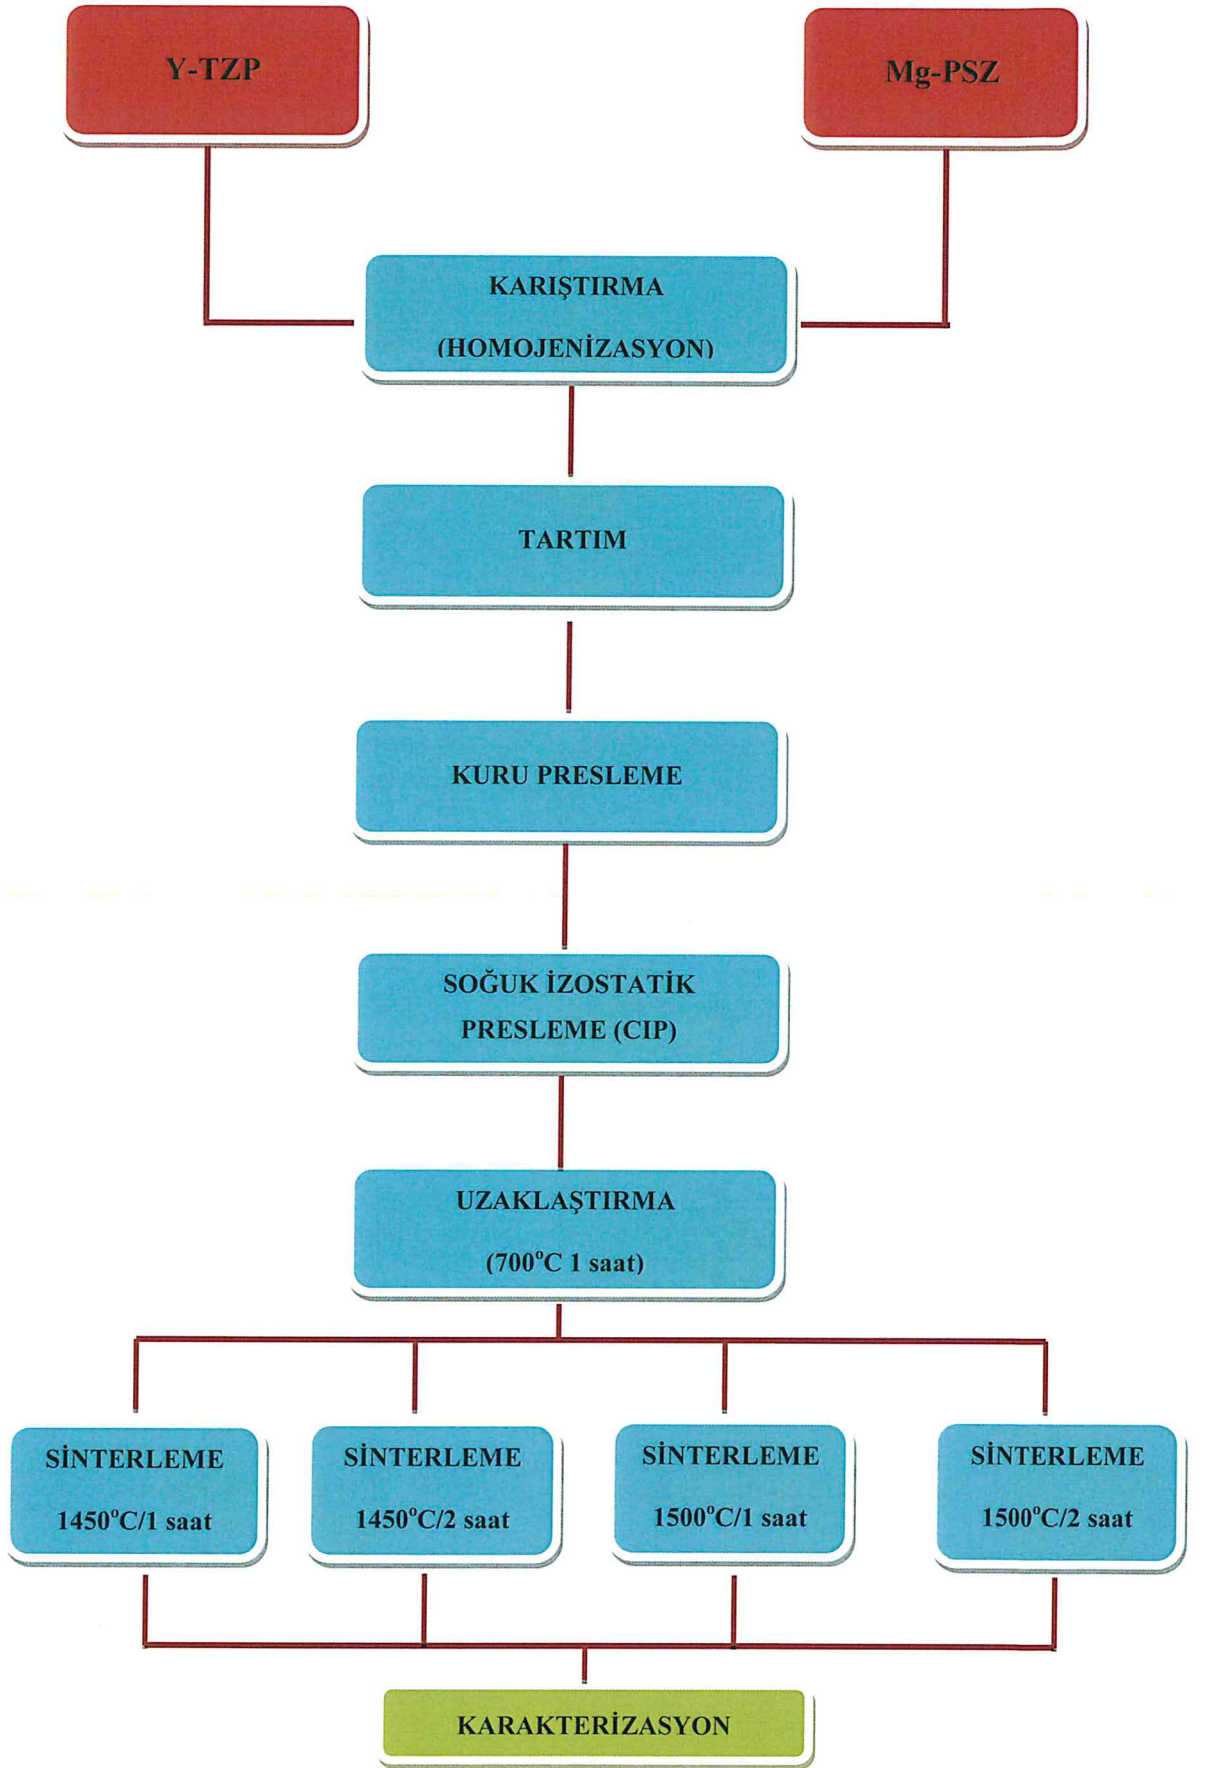 Y-TZP
Mg-PSZ
KARIŞTIRMA
(HOMOJENİZASYON)
TARTIM
KURU PRESLEME
SOĞUK İZOSTATİK
PRESLEME (CIP)
UZAKLAŞTIRMA
(700°C 1 saat)
SİNTERLEME
1450°C/1 saat
SİNTERLEME
1450°C/2 saat
SİNTERLEME
1500°C/1 saat
SİNTERLEME
1500°C/2 saat
KARAKTERİZASYON